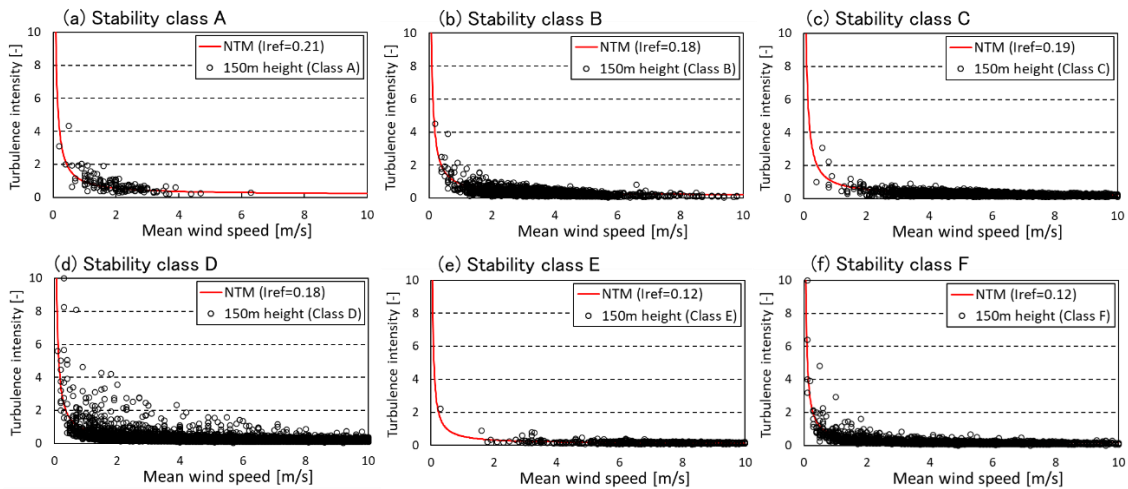 (a) Stability class A
Turbulence intensity [-]
10
8
6
4
2
0
NTM (Iref=0.21)
150m height (Class A)
0 2 4 6 8 10
Mean wind speed [m/s]
(b) Stability class B
Turbulence intensity [-]
10
8
6
4
2
0
NTM (Iref=0.18)
150m height (Class B)
0 2 4 6 8 10
Mean wind speed [m/s]
(c) Stability class C
Turbulence intensity [-]
10
8
6
4
2
0
NTM (Iref=0.19)
150m height (Class C)
0 2 4 6 8 10
Mean wind speed [m/s]
(d) Stability class D
Turbulence intensity [-]
10
8
6
4
2
0
NTM (Iref=0.18)
150m height (Class D)
0 2 4 6 8 10
Mean wind speed [m/s]
(e) Stability class E
Turbulence intensity [-]
10
8
6
4
2
0
NTM (Iref=0.12)
150m height (Class E)
0 2 4 6 8 10
Mean wind speed [m/s]
(f) Stability class F
Turbulence intensity [-]
10
8
6
4
2
0
NTM (Iref=0.12)
150m height (Class F)
0 2 4 6 8 10
Mean wind speed [m/s]